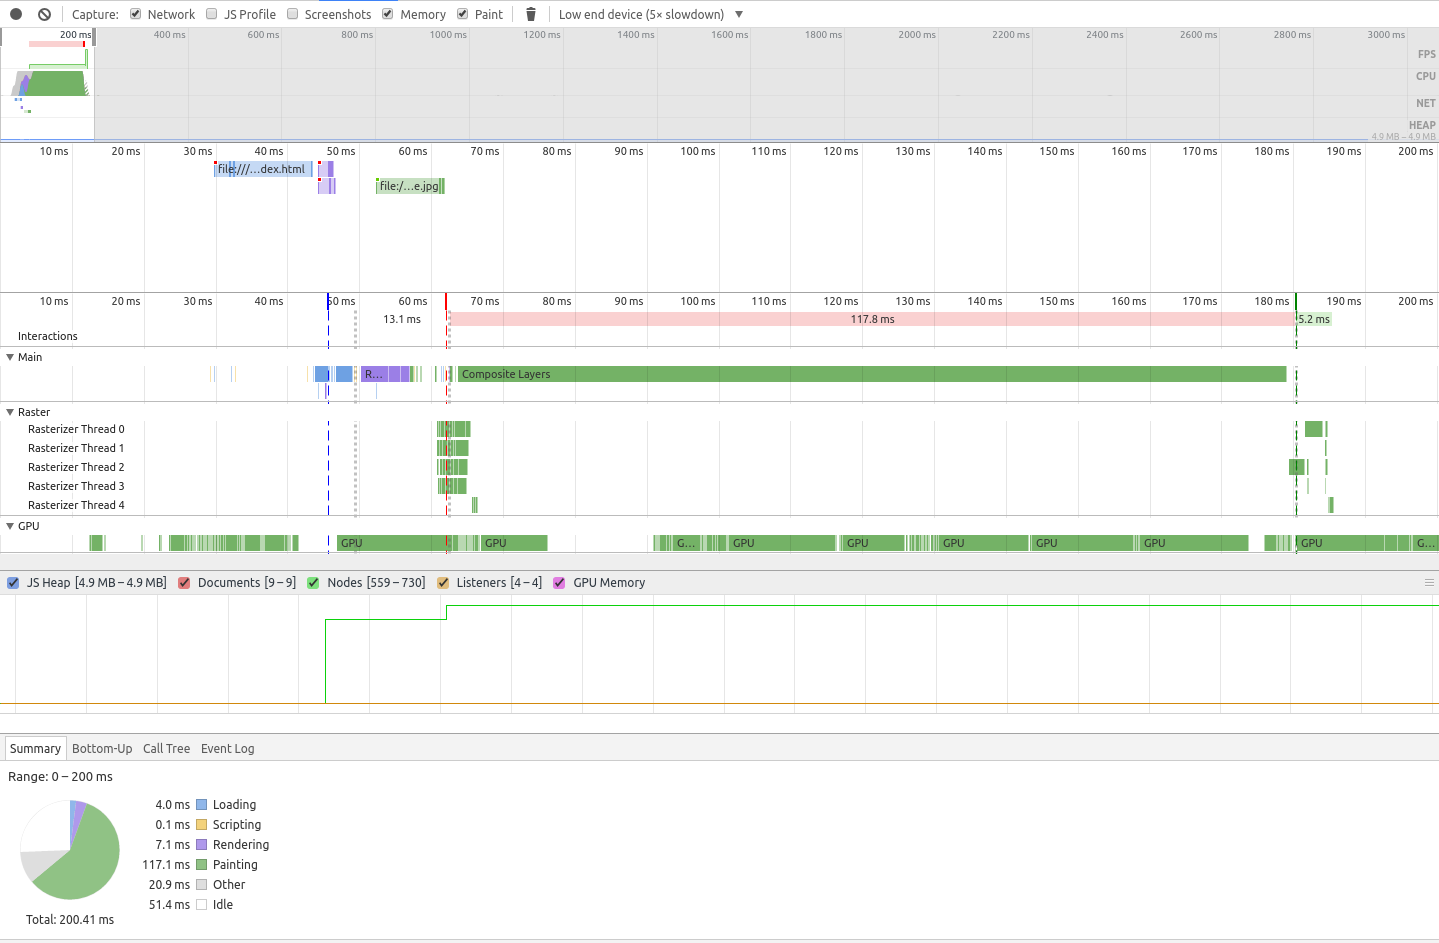 Capture: Network JS Profile Screenshots Memory Paint Low end device (5× slowdown)
200 ms 400 ms 600 ms 800 ms 1000 ms 1200 ms 1400 ms 1600 ms 1800 ms 2000 ms 2200 ms 2400 ms 2600 ms 2800 ms 3000 ms
FPS
CPU
NET
HEAP
4.9 MB – 4.9 MB
10 ms 20 ms 30 ms 40 ms 50 ms 60 ms 70 ms 80 ms 90 ms 100 ms 110 ms 120 ms 130 ms 140 ms 150 ms 160 ms 170 ms 180 ms 190 ms 200 ms
file:///…dex.html
file:/…e.jpg
10 ms 20 ms 30 ms 40 ms 50 ms 60 ms 70 ms 80 ms 90 ms 100 ms 110 ms 120 ms 130 ms 140 ms 150 ms 160 ms 170 ms 180 ms 190 ms 200 ms
13.1 ms 117.8 ms 5.2 ms
Interactions
Main
R… Composite Layers
Raster
Rasterizer Thread 0
Rasterizer Thread 1
Rasterizer Thread 2
Rasterizer Thread 3
Rasterizer Thread 4
GPU
GPU GPU G… GPU GPU GPU GPU GPU GPU G…
JS Heap [4.9 MB – 4.9 MB] Documents [9 – 9] Nodes [559 – 730] Listeners [4 – 4] GPU Memory
Summary Bottom-Up Call Tree Event Log
Range: 0 – 200 ms
4.0 ms Loading
0.1 ms Scripting
7.1 ms Rendering
117.1 ms Painting
20.9 ms Other
51.4 ms Idle
Total: 200.41 ms